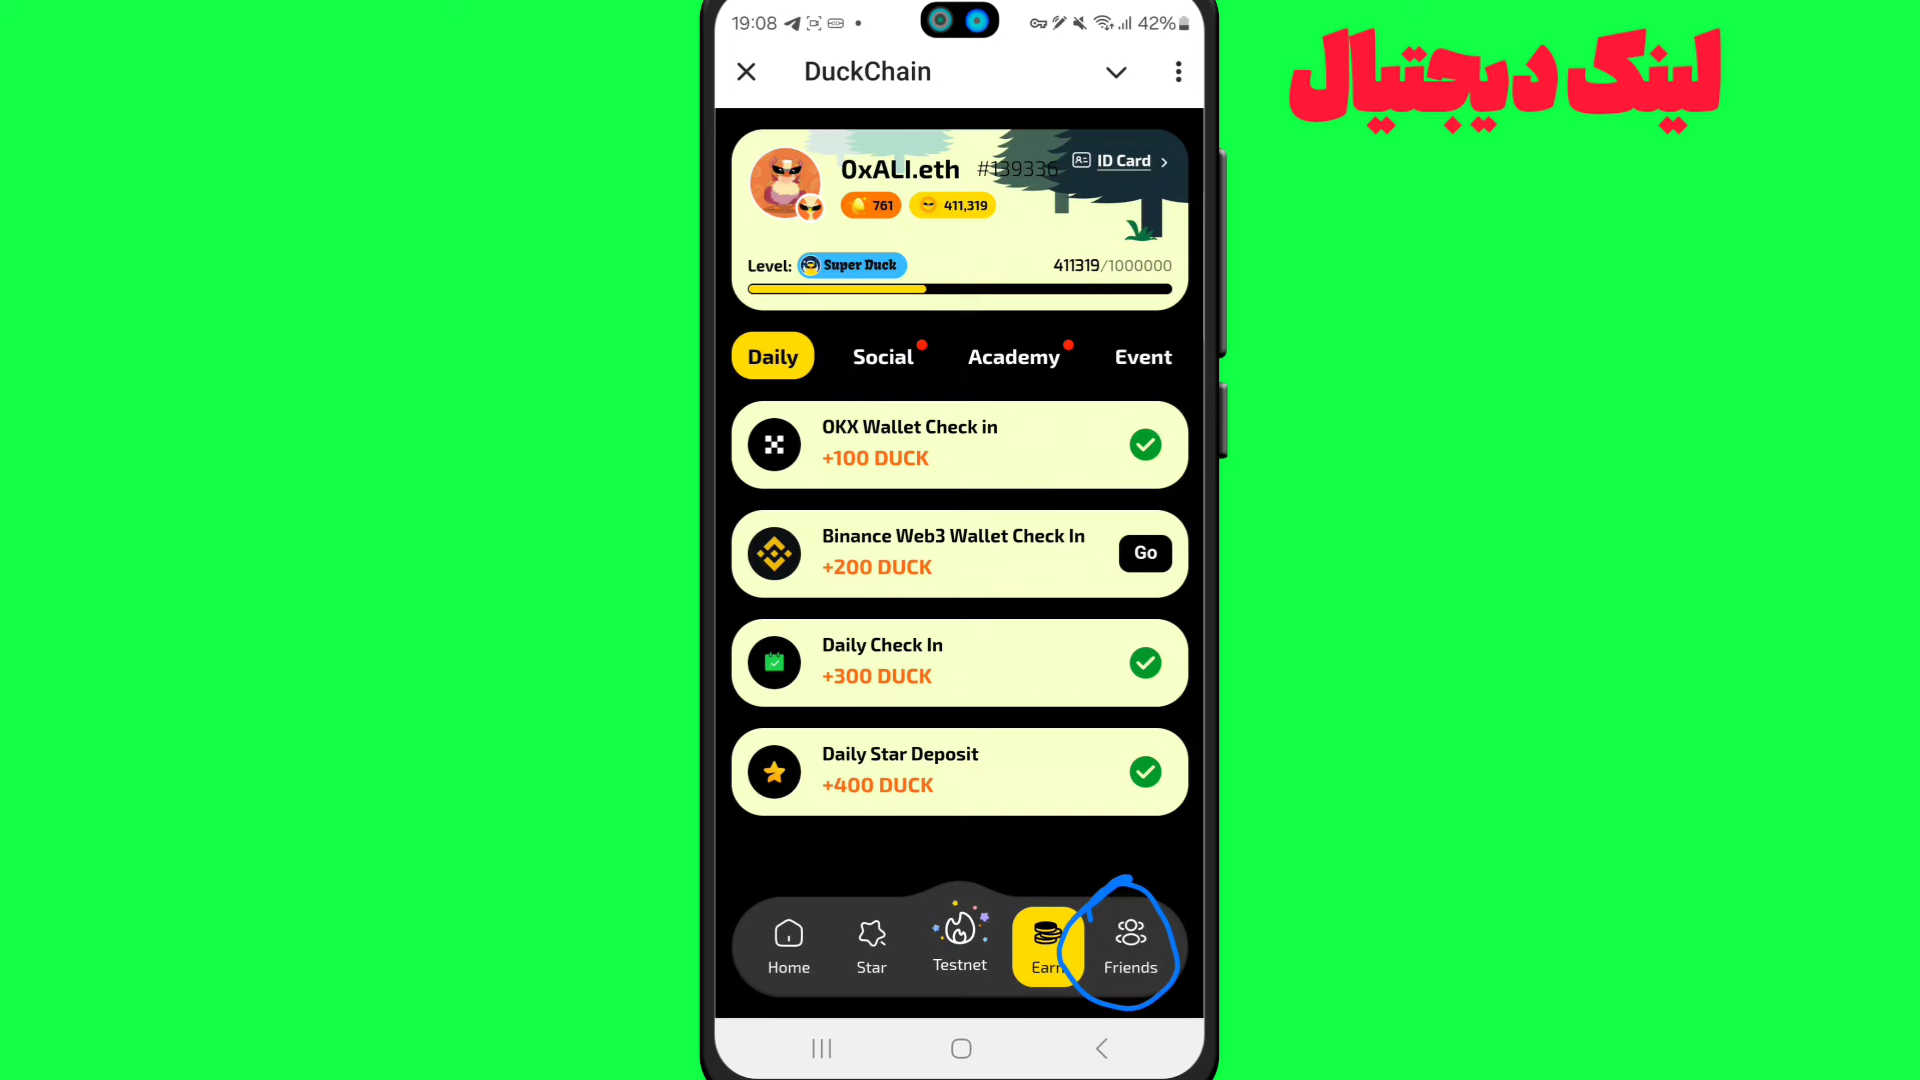 19:08
42%
لینک دیجتیال
DuckChain
0xALI.eth #139336
ID Card
761
411,319
Level: Super Duck
411319/1000000
Daily
Social
Academy
Event
OKX Wallet Check in
+100 DUCK
Binance Web3 Wallet Check In
+200 DUCK
Go
Daily Check In
+300 DUCK
Daily Star Deposit
+400 DUCK
Home
Star
Testnet
Earn
Friends